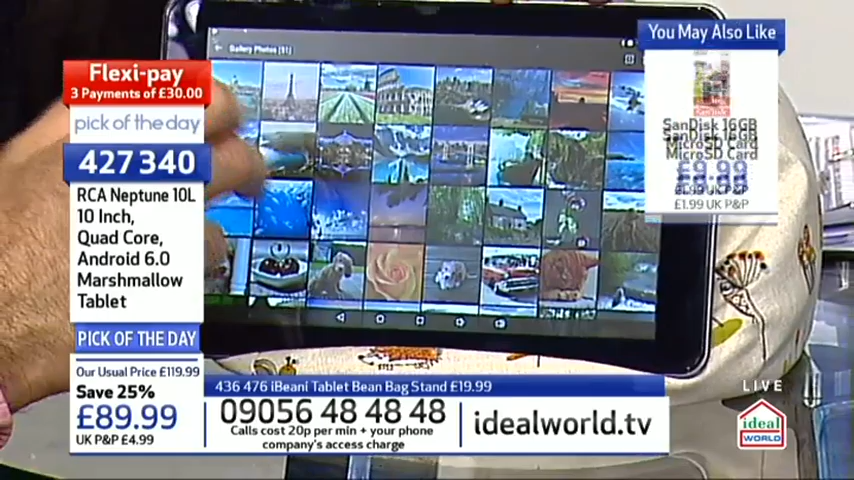 Gallery Photos (51)
You May Also Like
SanDisk 16GB
MicroSD Card
£1.99 UK P&P
Flexi-pay
3 Payments of £30.00
pick of the day
427 340
RCA Neptune 10L
10 Inch,
Quad Core,
Android 6.0
Marshmallow
Tablet
PICK OF THE DAY
Our Usual Price £119.99
Save 25%
£89.99
UK P&P £4.99
436 476 iBeani Tablet Bean Bag Stand £19.99
09056 48 48 48
Calls cost 20p per min + your phone
company's access charge
idealworld.tv
LIVE
ideal
WORLD